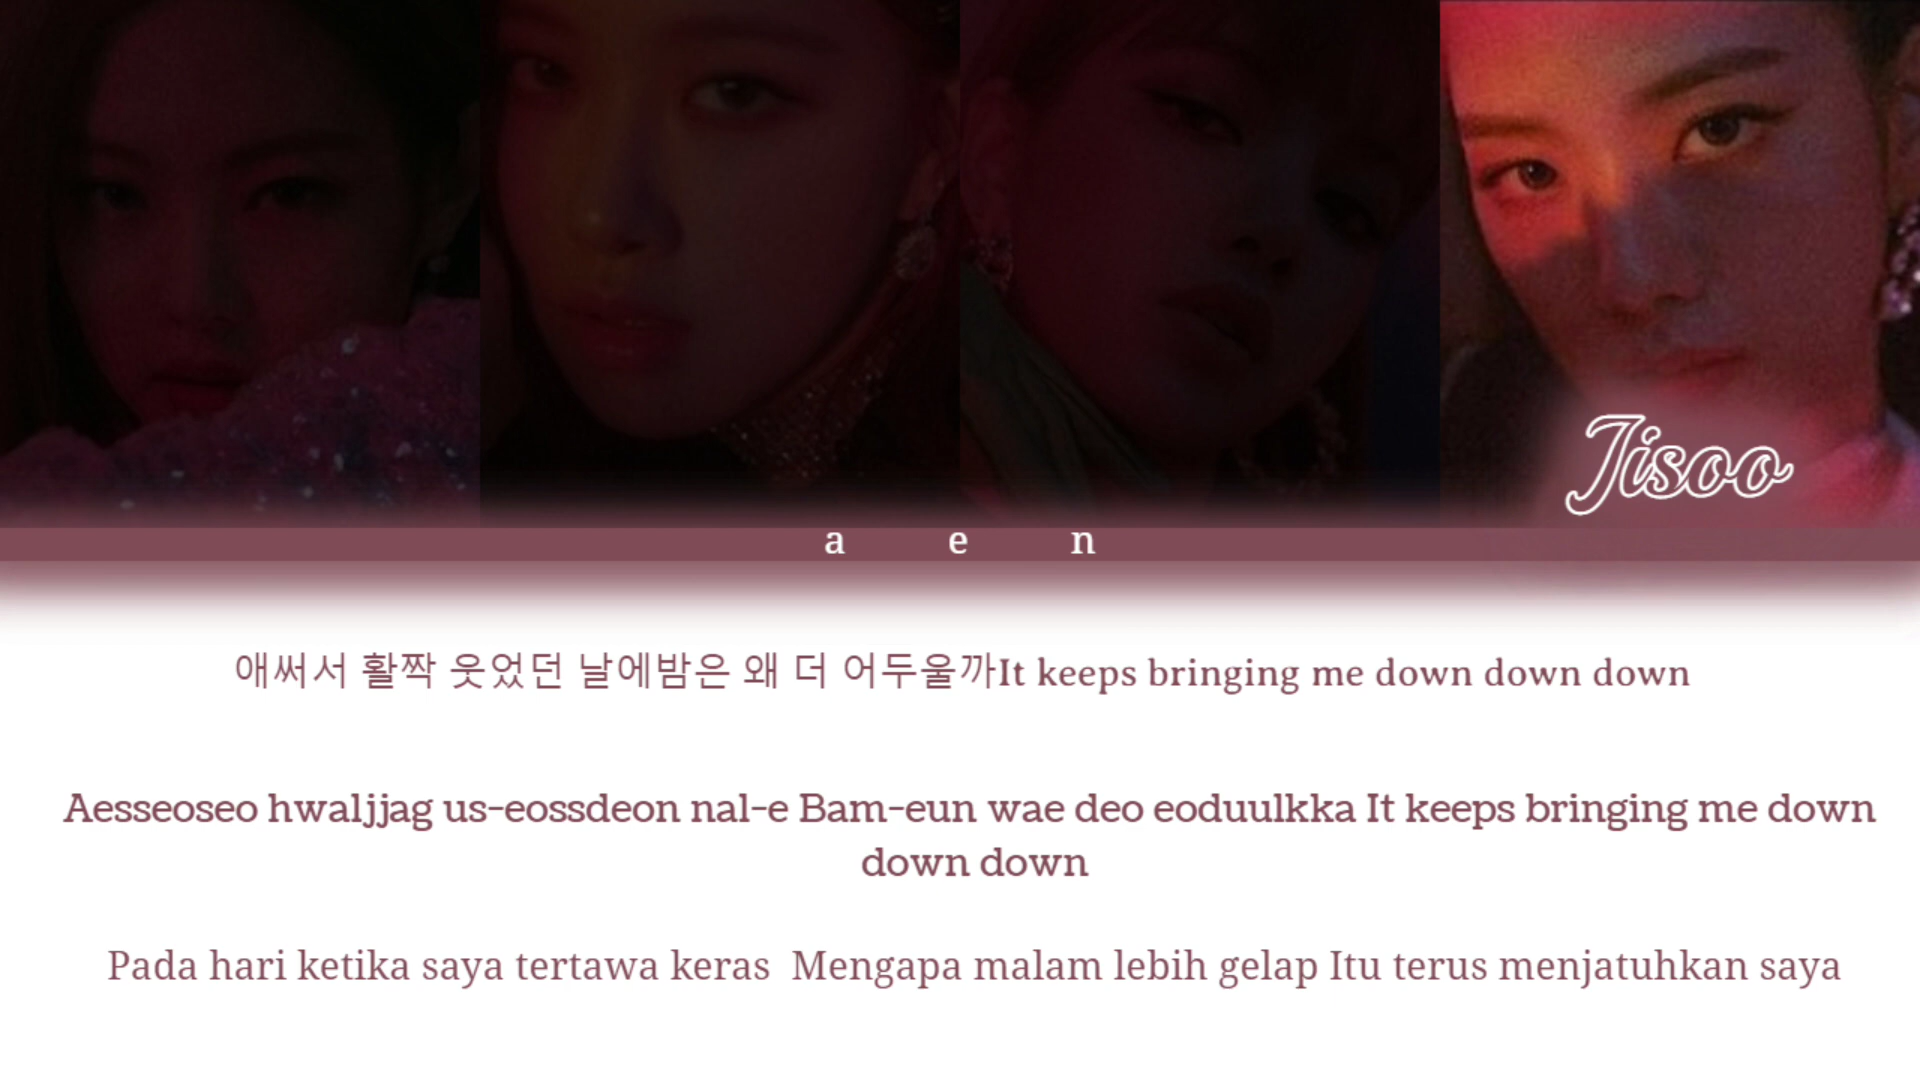 Jisoo
a e n
애써서 활짝 웃었던 날에밤은 왜 더 어두울까It keeps bringing me down down down
Aesseoseo hwaljjag us-eossdeon nal-e Bam-eun wae deo eoduulkka It keeps bringing me down
down down
Pada hari ketika saya tertawa keras  Mengapa malam lebih gelap Itu terus menjatuhkan saya